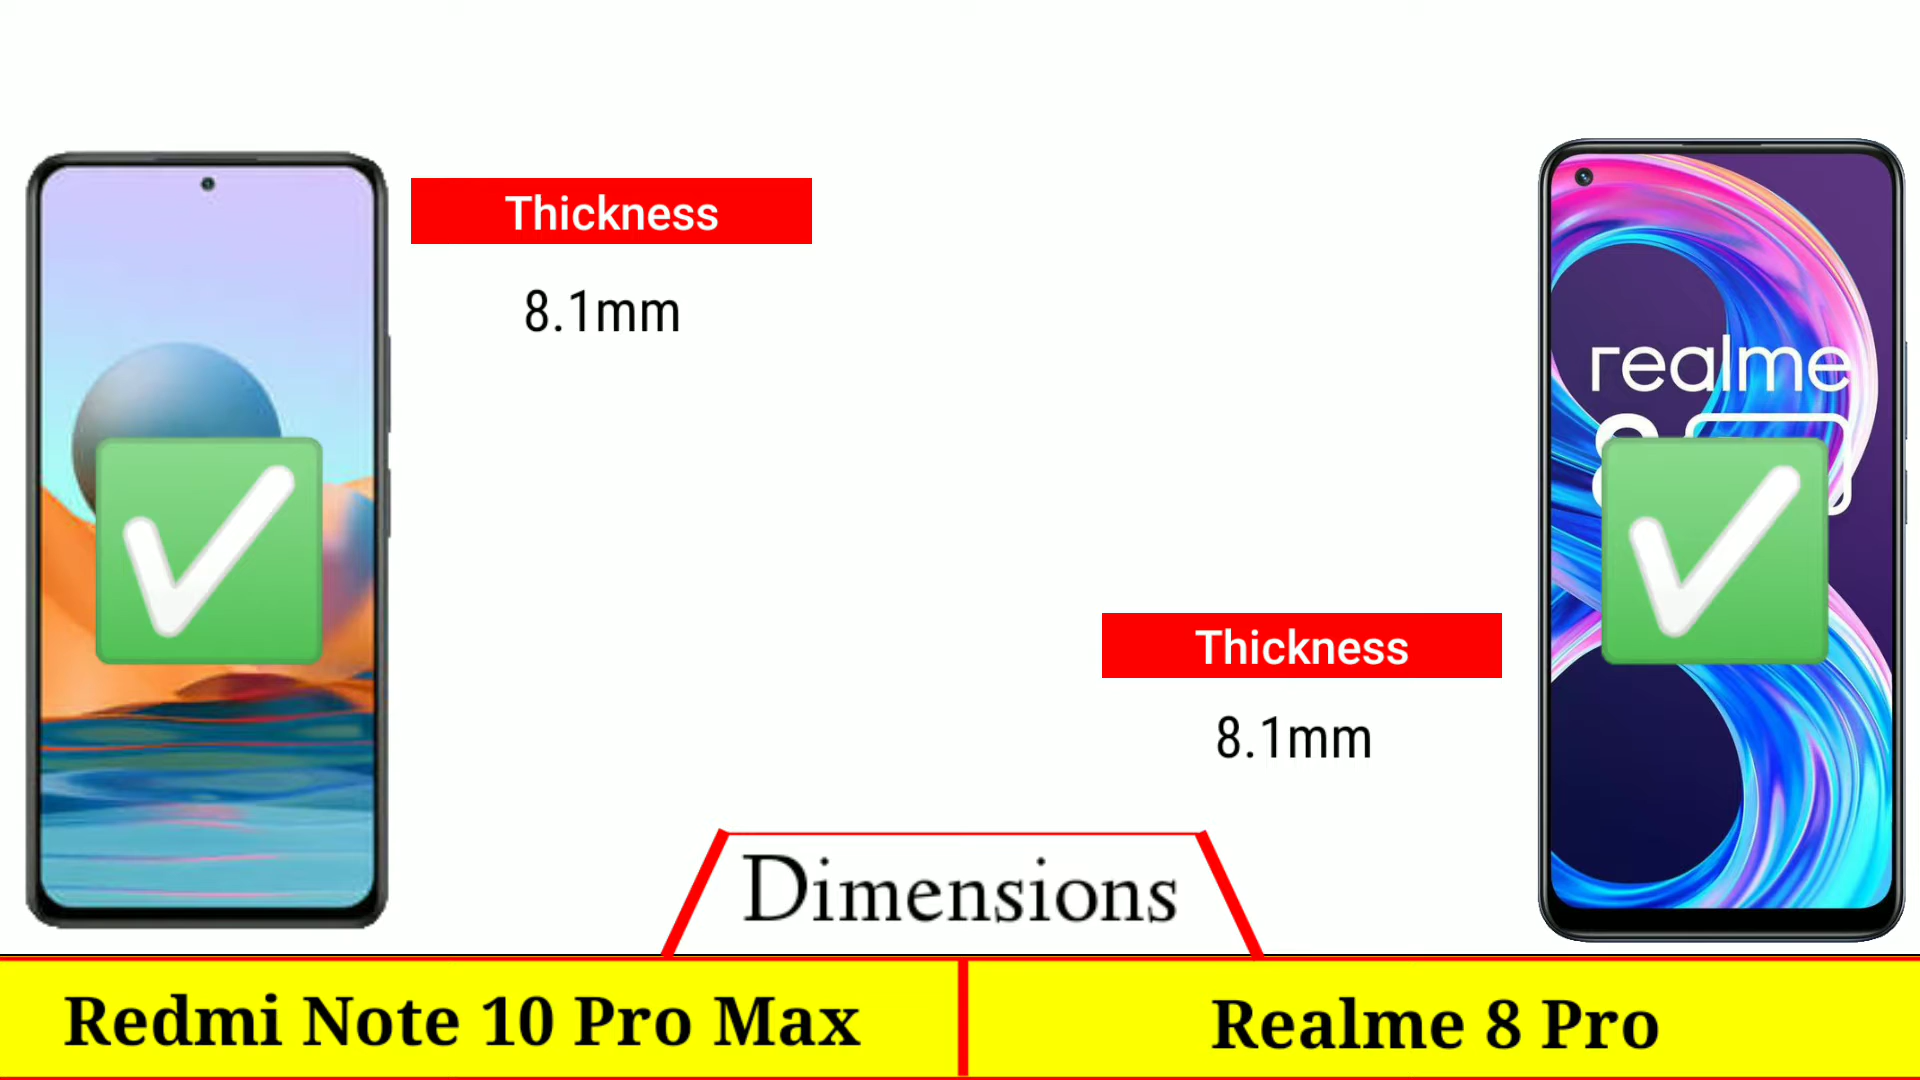 Thickness
8.1mm
realme
Thickness
8.1mm
Dimensions
Redmi Note 10 Pro Max
Realme 8 Pro